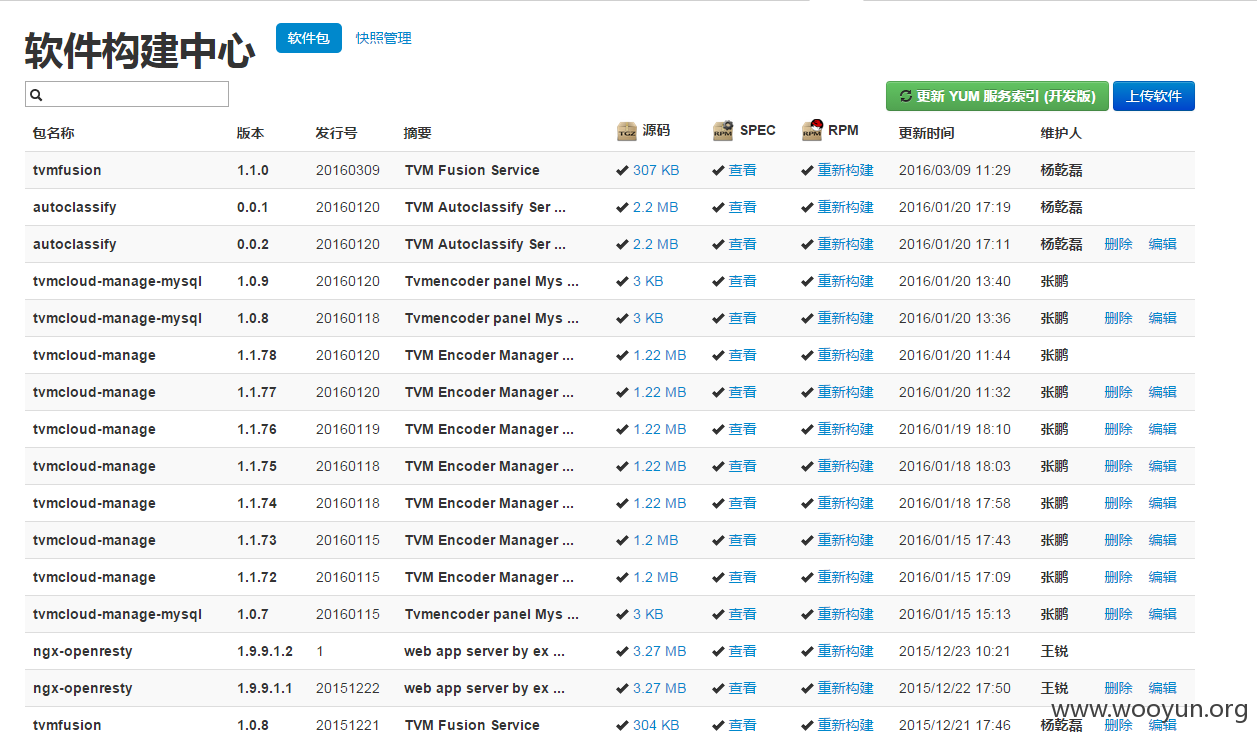 软件构建中心 软件包 快照管理
更新 YUM 服务索引 (开发版) 上传软件
包名称 版本 发行号 摘要 TGZ 源码 RPM SPEC RPM RPM 更新时间 维护人
tvmfusion 1.1.0 20160309 TVM Fusion Service 307 KB 查看 重新构建 2016/03/09 11:29 杨乾磊
autoclassify 0.0.1 20160120 TVM Autoclassify Ser ... 2.2 MB 查看 重新构建 2016/01/20 17:19 杨乾磊
autoclassify 0.0.2 20160120 TVM Autoclassify Ser ... 2.2 MB 查看 重新构建 2016/01/20 17:11 杨乾磊 删除 编辑
tvmcloud-manage-mysql 1.0.9 20160120 Tvmencoder panel Mys ... 3 KB 查看 重新构建 2016/01/20 13:40 张鹏
tvmcloud-manage-mysql 1.0.8 20160118 Tvmencoder panel Mys ... 3 KB 查看 重新构建 2016/01/20 13:36 张鹏 删除 编辑
tvmcloud-manage 1.1.78 20160120 TVM Encoder Manager ... 1.22 MB 查看 重新构建 2016/01/20 11:44 张鹏
tvmcloud-manage 1.1.77 20160120 TVM Encoder Manager ... 1.22 MB 查看 重新构建 2016/01/20 11:32 张鹏 删除 编辑
tvmcloud-manage 1.1.76 20160119 TVM Encoder Manager ... 1.22 MB 查看 重新构建 2016/01/19 18:10 张鹏 删除 编辑
tvmcloud-manage 1.1.75 20160118 TVM Encoder Manager ... 1.22 MB 查看 重新构建 2016/01/18 18:03 张鹏 删除 编辑
tvmcloud-manage 1.1.74 20160118 TVM Encoder Manager ... 1.22 MB 查看 重新构建 2016/01/18 17:58 张鹏 删除 编辑
tvmcloud-manage 1.1.73 20160115 TVM Encoder Manager ... 1.2 MB 查看 重新构建 2016/01/15 17:43 张鹏 删除 编辑
tvmcloud-manage 1.1.72 20160115 TVM Encoder Manager ... 1.2 MB 查看 重新构建 2016/01/15 17:09 张鹏 删除 编辑
tvmcloud-manage-mysql 1.0.7 20160115 Tvmencoder panel Mys ... 3 KB 查看 重新构建 2016/01/15 15:13 张鹏 删除 编辑
ngx-openresty 1.9.9.1.2 1 web app server by ex ... 3.27 MB 查看 重新构建 2015/12/23 10:21 王锐
ngx-openresty 1.9.9.1.1 20151222 web app server by ex ... 3.27 MB 查看 重新构建 2015/12/22 17:50 王锐 删除 编辑
www.wooyun.org
tvmfusion 1.0.8 20151221 TVM Fusion Service 304 KB 查看 重新构建 2015/12/21 17:46 杨乾磊 删除 编辑